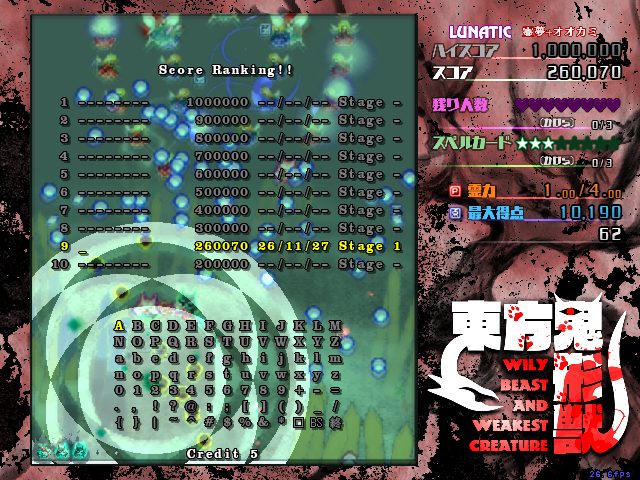 Score Ranking!!
1 -------- 1000000 --/--/-- Stage -
2 -------- 900000 --/--/-- Stage -
3 -------- 800000 --/--/-- Stage -
4 -------- 700000 --/--/-- Stage -
5 -------- 600000 --/--/-- Stage -
6 -------- 500000 --/--/-- Stage -
7 -------- 400000 --/--/-- Stage -
8 -------- 300000 --/--/-- Stage -
9 _ 260070 26/11/27 Stage 1
10 -------- 200000 --/--/-- Stage -
A B C D E F G H I J K L M
N O P Q R S T U V W X Y Z
a b c d e f g h i j k l m
n o p q r s t u v w x y z
0 1 2 3 4 5 6 7 8 9 + - =
. , ! ? @ : ; [ ] ( ) _ /
{ } | ~ ^ # $ % & * □ BS 終
Credit 5
LUNATIC 霊夢+オオカミ
ハイスコア 1,000,000
スコア 260,070
残り人数
(かけら) 0/3
スペルカード ★★★
(かけら) 0/3
P 霊力 1.00/4.00
最大得点 10,190
62
東方鬼形獣
WILY
BEAST
AND
WEAKEST
CREATURE
26.6fps